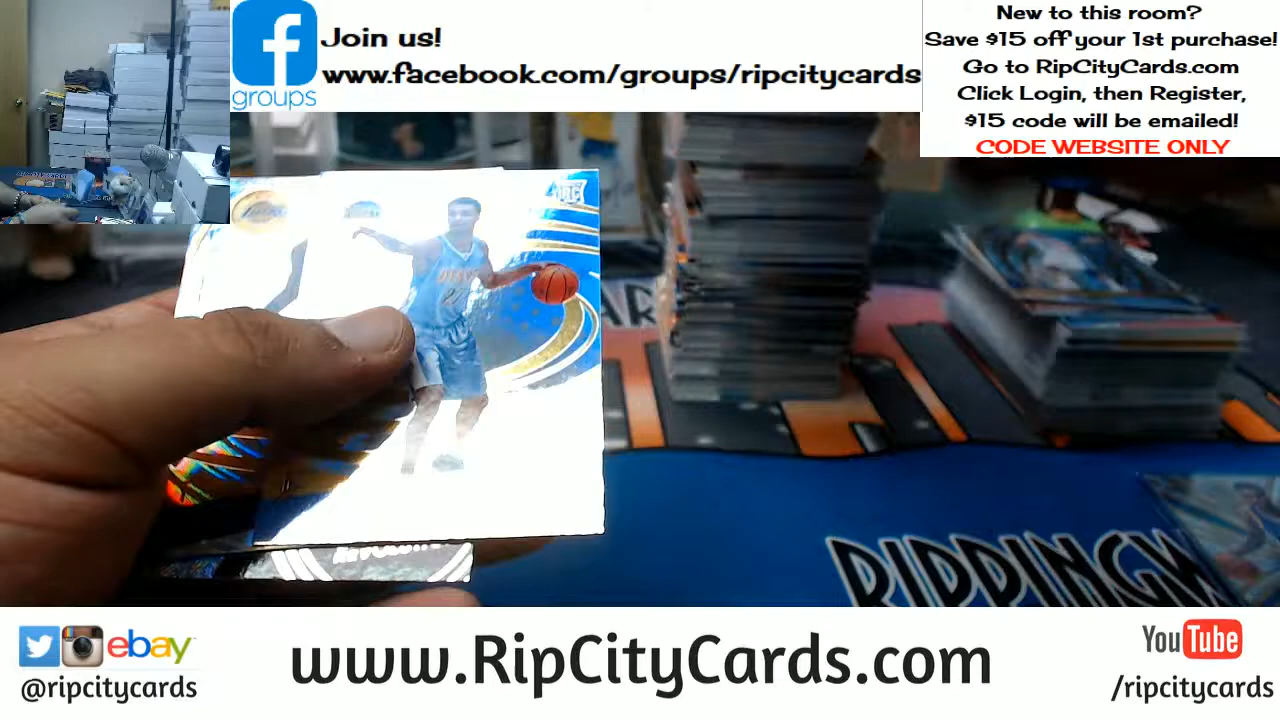 groups
Join us!
www.facebook.com/groups/ripcitycards
New to this room?
Save $15 off your 1st purchase!
Go to RipCityCards.com
Click Login, then Register,
$15 code will be emailed!
CODE WEBSITE ONLY
RC
RIPPINGW
ebay
@ripcitycards
www.RipCityCards.com
YouTube
/ripcitycards